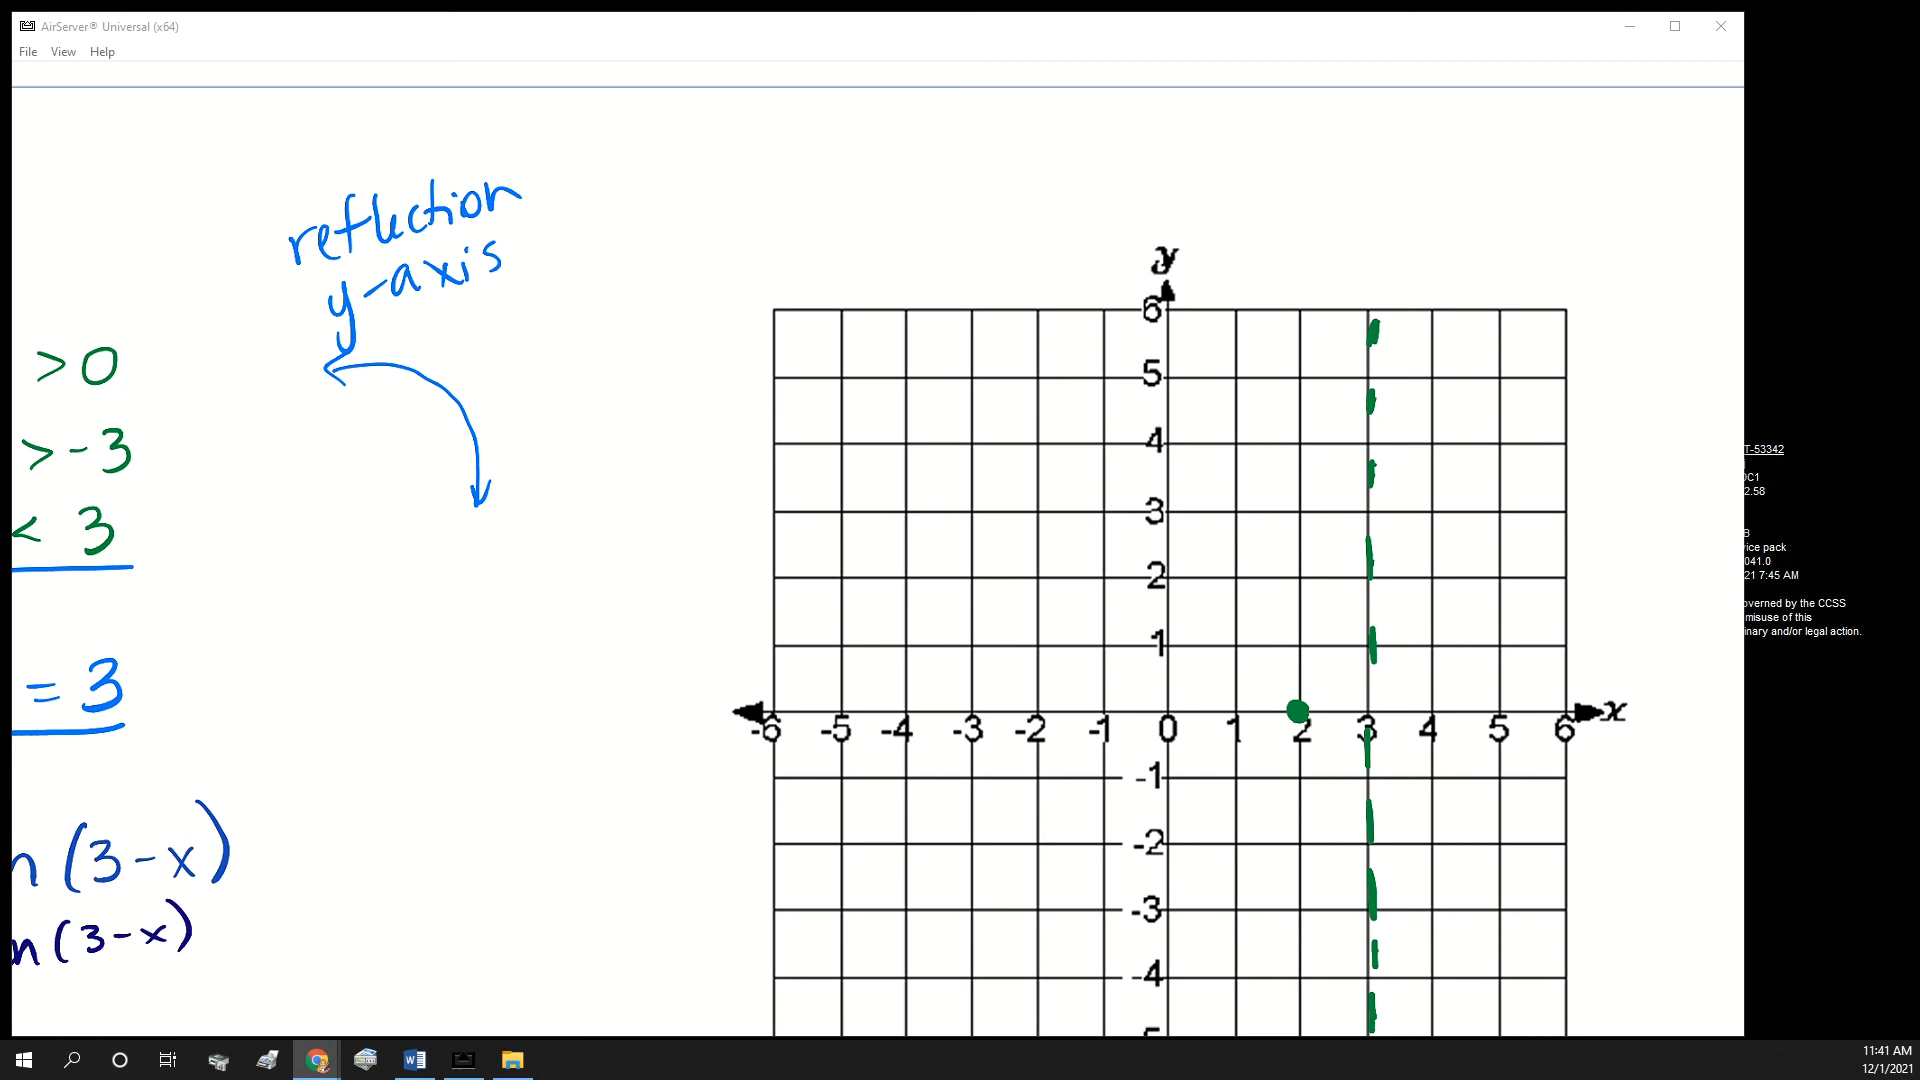 AirServer® Universal (x64)
File View Help
reflection
y-axis
> 0
> -3
< 3
= 3
n (3-x)
n (3-x)
y
6
5
4
3
2
1
-6 -5 -4 -3 -2 -1 0 1 2 3 4 5 6 x
-1
-2
-3
-4
T-53342
DC1
2.58
B
vice pack
041.0
21 7:45 AM
overned by the CCSS
misuse of this
inary and/or legal action.
11:41 AM
12/1/2021